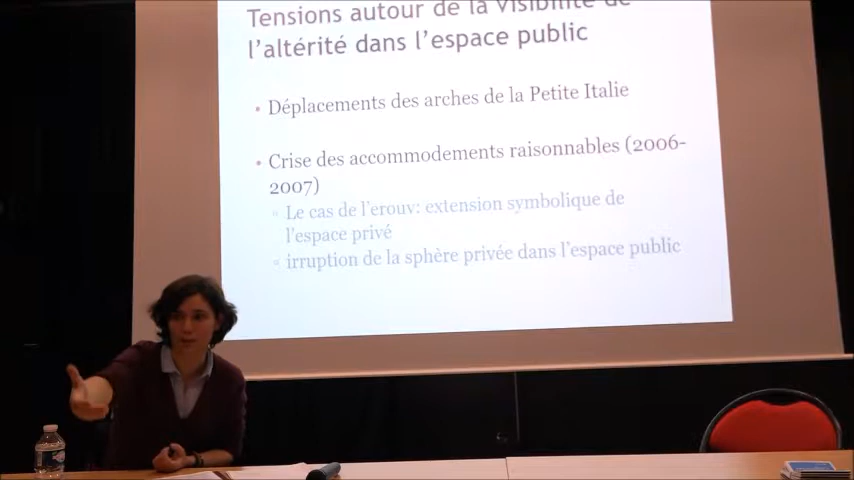 Tensions autour de la visibilité de
l'altérité dans l'espace public
• Déplacements des arches de la Petite Italie
• Crise des accommodements raisonnables (2006-
2007)
▫ Le cas de l'erouv: extension symbolique de
l'espace privé
▫ irruption de la sphère privée dans l'espace public